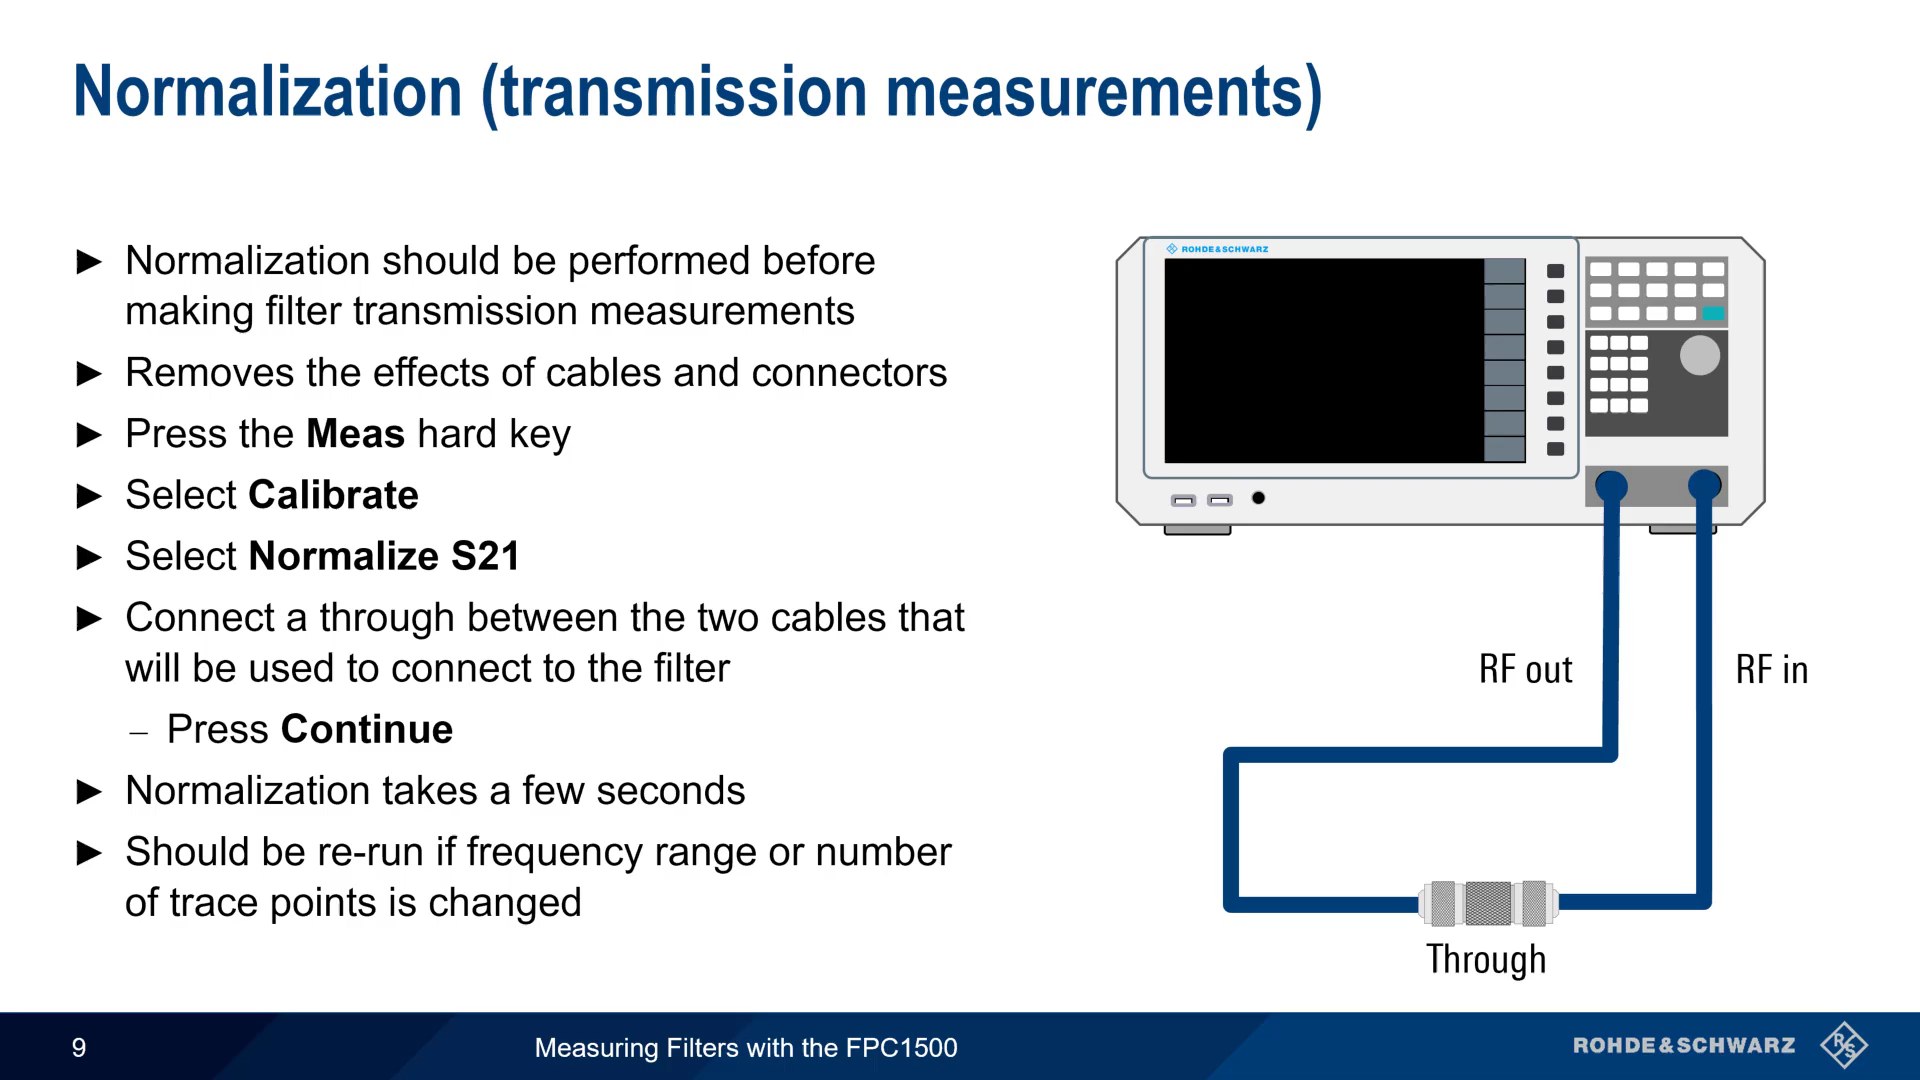 Normalization (transmission measurements)
► Normalization should be performed before
making filter transmission measurements
► Removes the effects of cables and connectors
► Press the Meas hard key
► Select Calibrate
► Select Normalize S21
► Connect a through between the two cables that
will be used to connect to the filter
– Press Continue
► Normalization takes a few seconds
► Should be re-run if frequency range or number
of trace points is changed
ROHDE&SCHWARZ
RF out
RF in
Through
9
Measuring Filters with the FPC1500
ROHDE&SCHWARZ
R&S